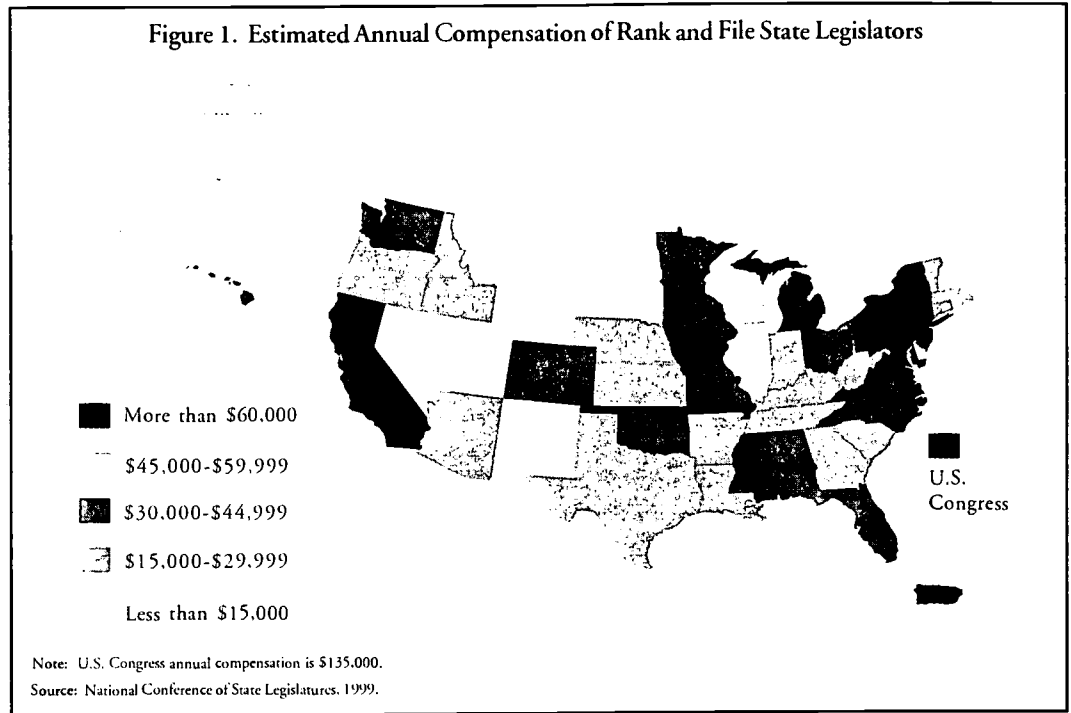 Figure 1. Estimated Annual Compensation of Rank and File State Legislators
More than $60,000
$45,000-$59,999
$30,000-$44,999
$15,000-$29,999
Less than $15,000
U.S.
Congress
Note: U.S. Congress annual compensation is $135,000.
Source: National Conference of State Legislatures, 1999.